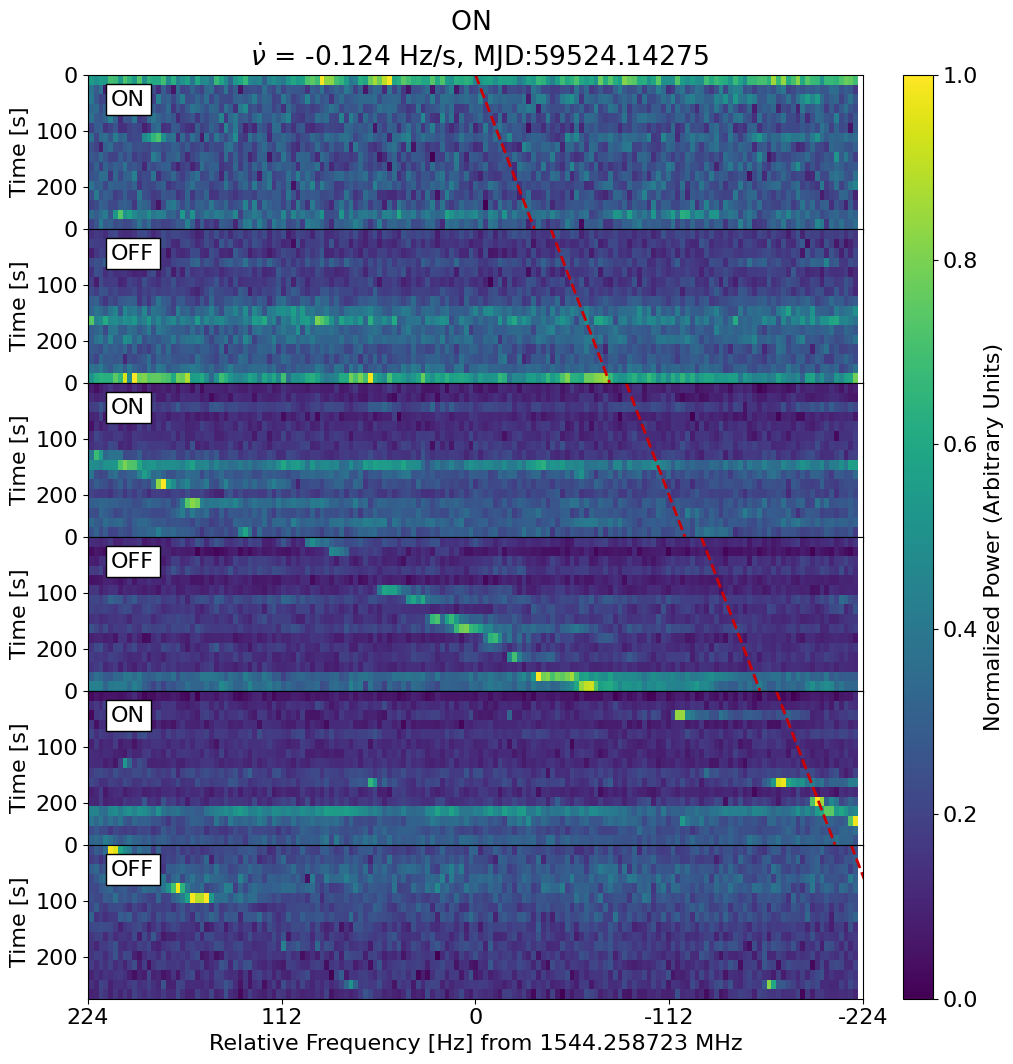 ON
ν̇ = -0.124 Hz/s, MJD:59524.14275
0
ON
100
200
Time [s]
0
OFF
100
200
Time [s]
0
ON
100
200
Time [s]
0
OFF
100
200
Time [s]
0
ON
100
200
Time [s]
0
OFF
100
200
Time [s]
224 112 0 -112 -224
Relative Frequency [Hz] from 1544.258723 MHz
1.0
0.8
0.6
0.4
0.2
0.0
Normalized Power (Arbitrary Units)